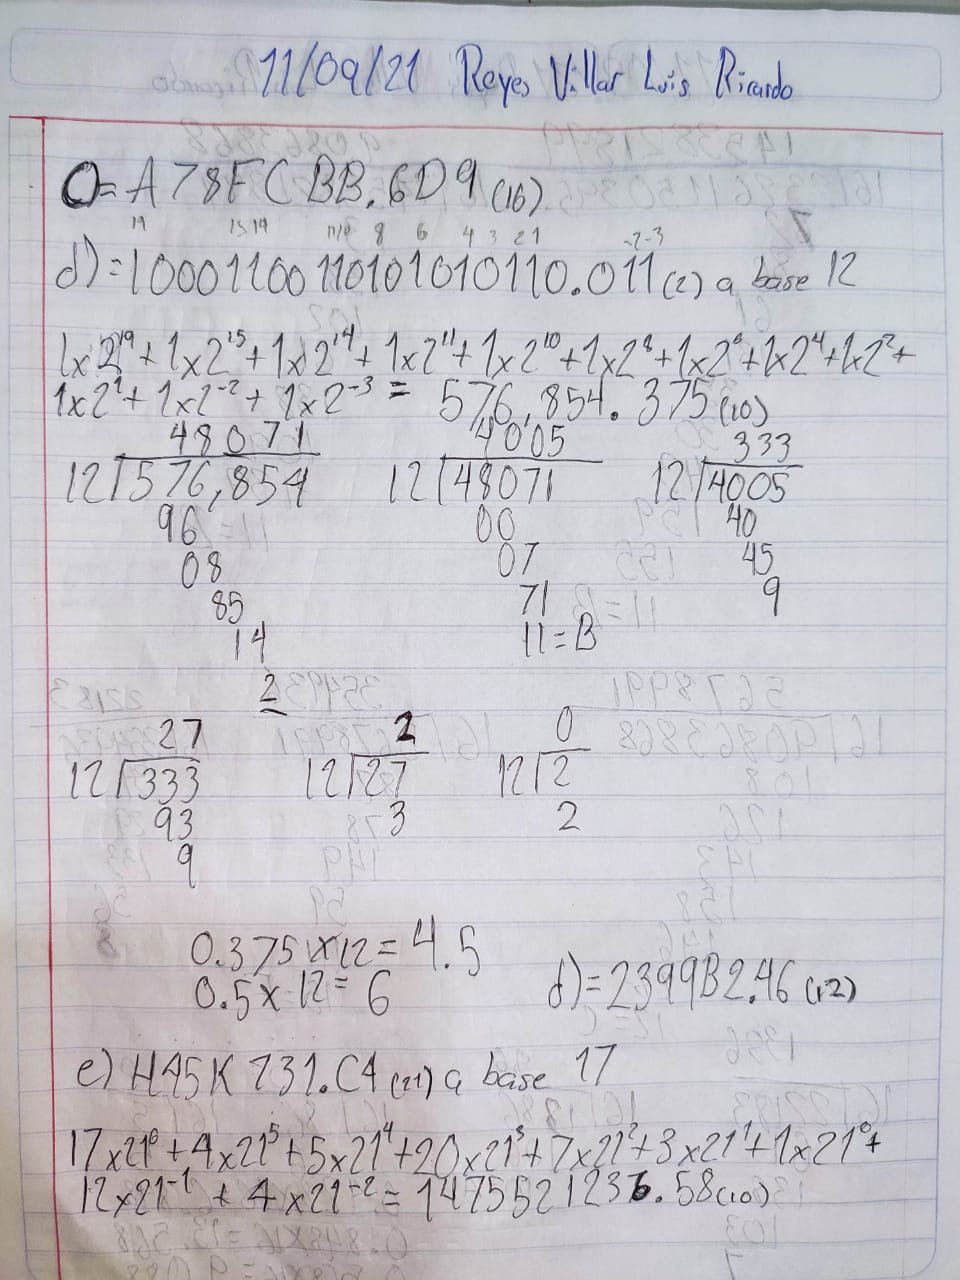 11/09/21 Reyes Villar Luis Ricardo
C=A78FCBB.6D9 (16)
19 15 14 11 10 8 6 4 3 2 1 -2 -3
d)=10001100110101010110.011 (2) a base 12
1x2^19+1x2^15+1x2^14+1x2^11+1x2^10+1x2^8+1x2^6+1x2^4+1x2^2+
1x2^1+1x2^-2+1x2^-3= 576,854.375 (10)
48071 4005 333
12 576,854 12 48071 12 4005
96 00 40
08 07 45
85 71 9
14 11=B
2
27 2 0
12 333 12 27 12 2
93 3 2
9
0.375x12=4.5
0.5x12=6 d)=2399B2.46 (12)
e) H45K731.C4 (21) a base 17
17x21^6+4x21^5+5x21^4+20x21^3+7x21^2+3x21^1+1x21^0+
12x21^-1+4x21^-2= 1475521236.58 (10)